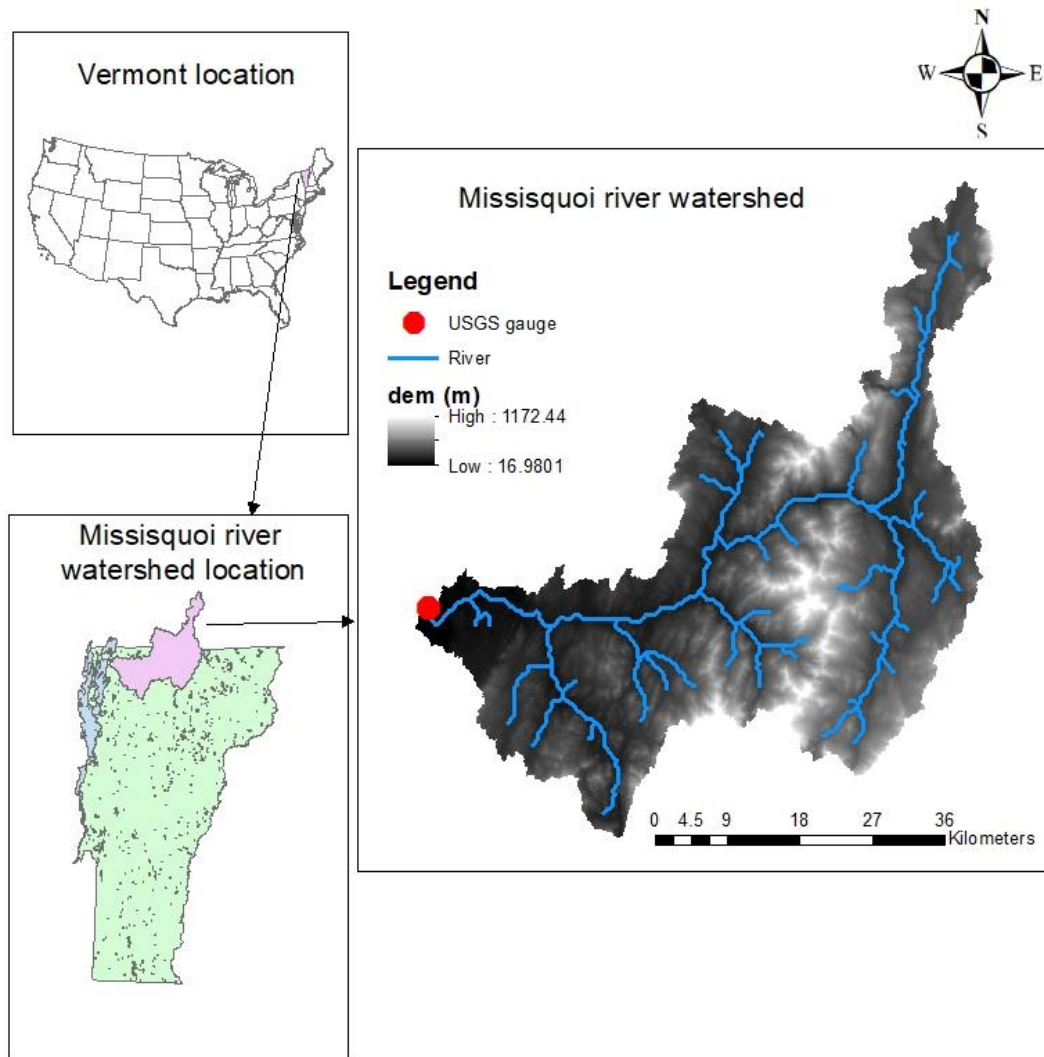 N
W E
S
Vermont location
Missisquoi river watershed
Legend
USGS gauge
River
dem (m)
High : 1172.44
Low : 16.9801
Missisquoi river
watershed location
0 4.5 9 18 27 36
Kilometers